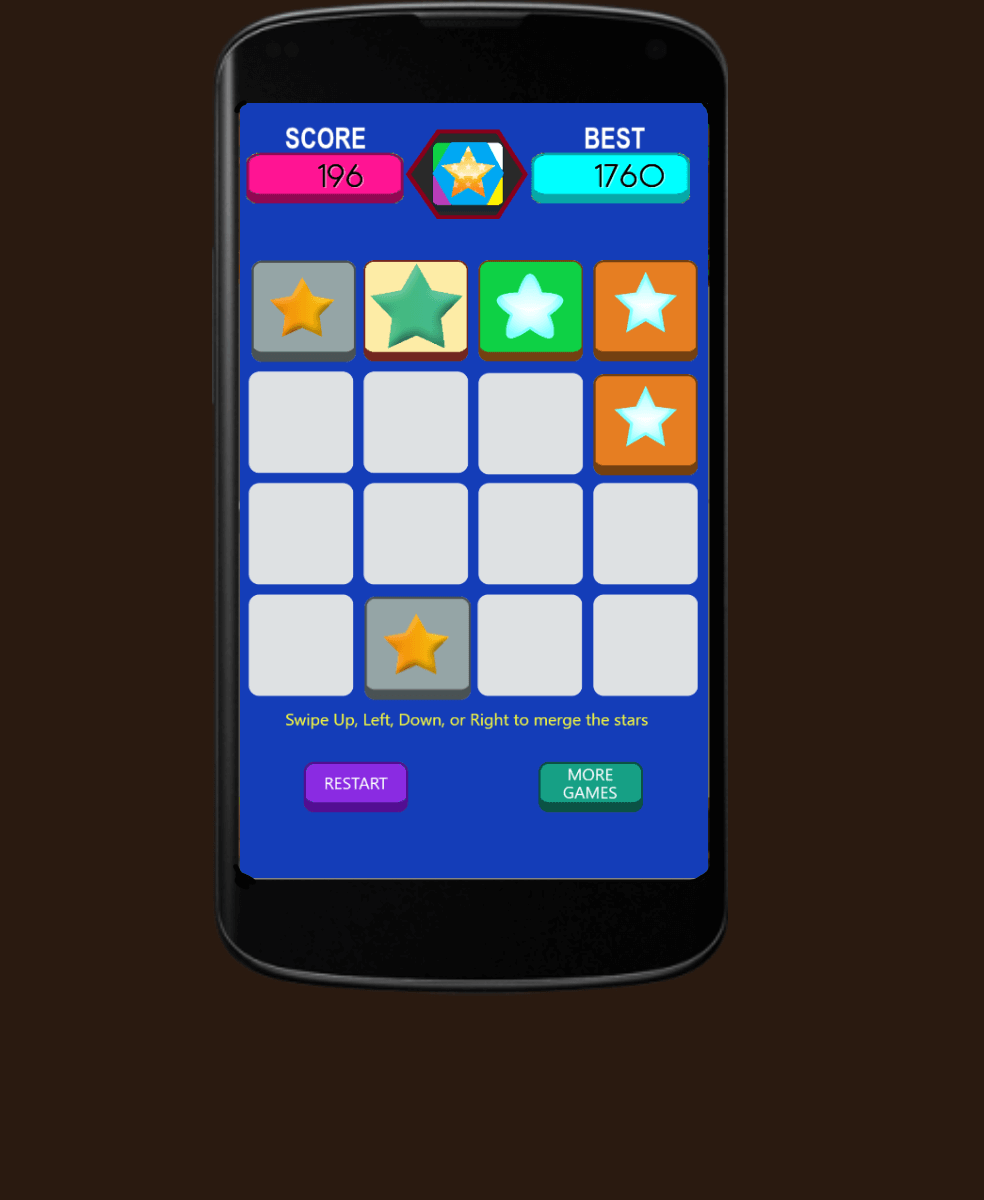 SCORE
BEST
196
1760
Swipe Up, Left, Down, or Right to merge the stars
RESTART
MORE
GAMES